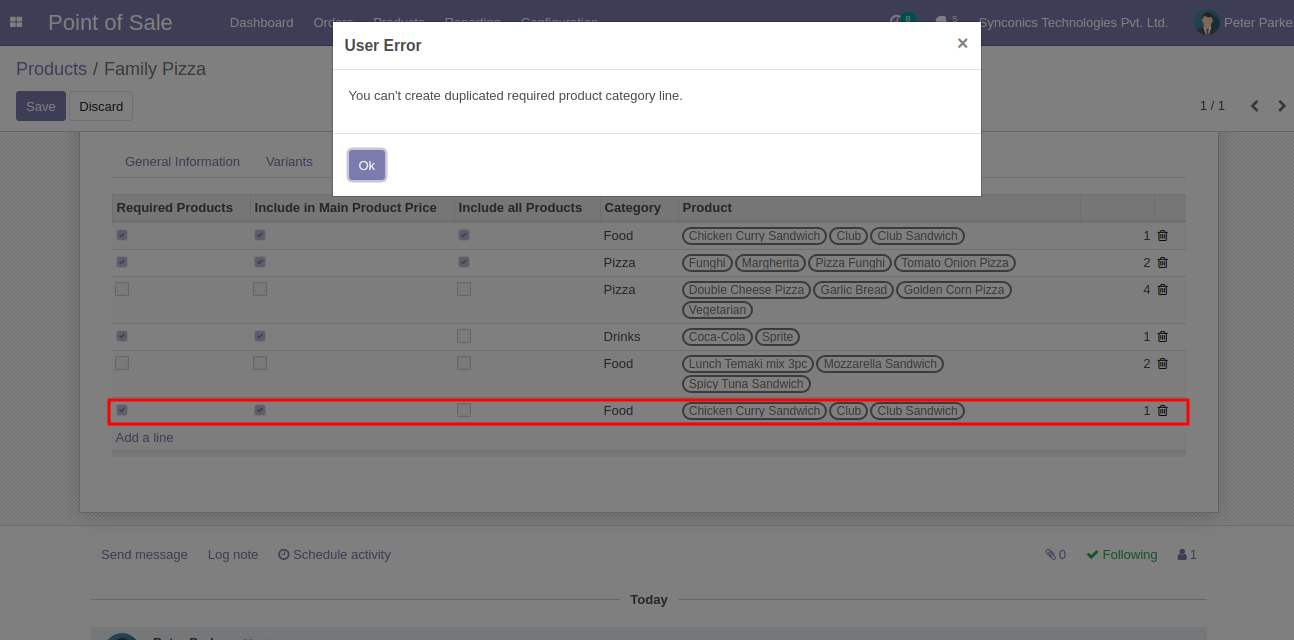 Point of Sale
Dashboard Orders Products Reporting Configuration 8 5 Synconics Technologies Pvt. Ltd. Peter Parker
User Error ×
Products / Family Pizza
You can't create duplicated required product category line.
Save Discard
1 / 1
General Information Variants
Ok
Required Products Include in Main Product Price Include all Products Category Product
Food Chicken Curry Sandwich Club Club Sandwich 1
Pizza Funghi Margherita Pizza Funghi Tomato Onion Pizza 2
Pizza Double Cheese Pizza Garlic Bread Golden Corn Pizza 4
Vegetarian
Drinks Coca-Cola Sprite 1
Food Lunch Temaki mix 3pc Mozzarella Sandwich 2
Spicy Tuna Sandwich
Food Chicken Curry Sandwich Club Club Sandwich 1
Add a line
Send message Log note Schedule activity 0 Following 1
Today